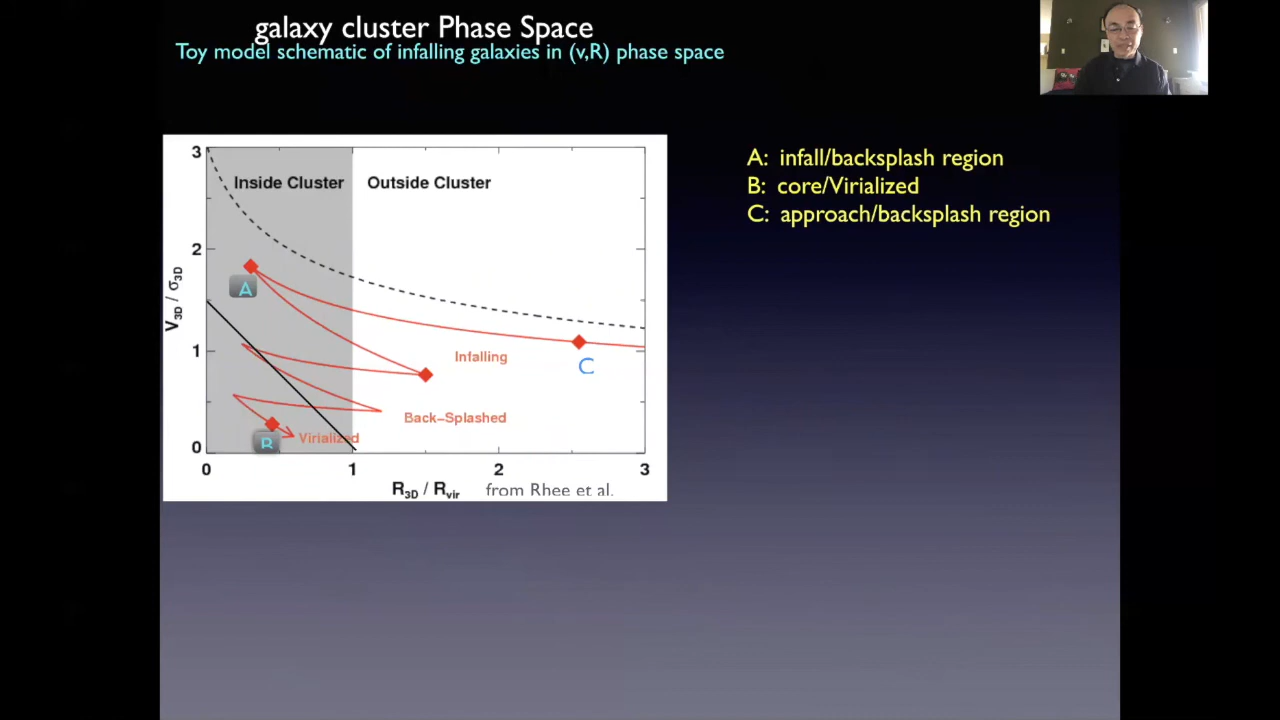 galaxy cluster Phase Space
Toy model schematic of infalling galaxies in (v,R) phase space
A: infall/backsplash region
B: core/Virialized
C: approach/backsplash region
3
Inside Cluster
Outside Cluster
2
A
V3D / σ3D
1
Infalling
C
Back-Splashed
B
Virialized
0
0
1
2
3
R3D / Rvir
from Rhee et al.